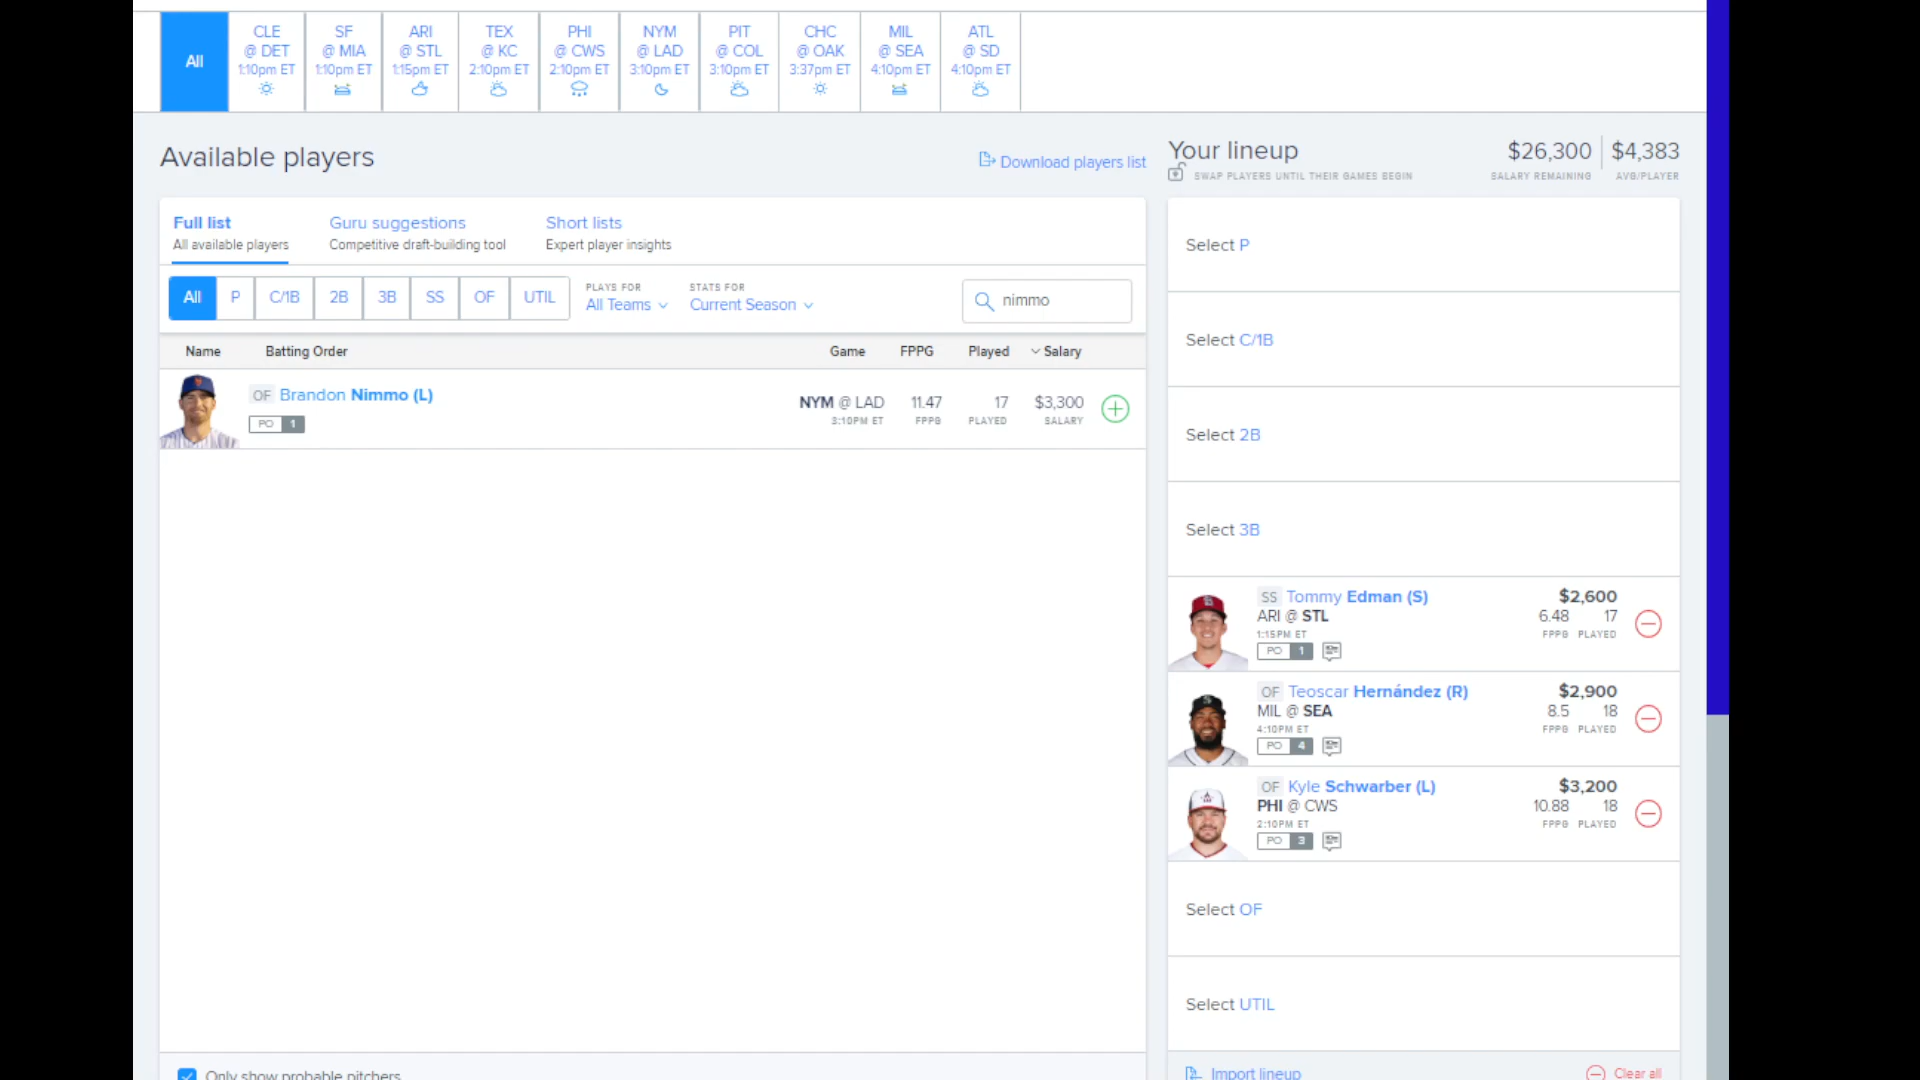 All
CLE @ DET 1:10pm ET
SF @ MIA 1:10pm ET
ARI @ STL 1:15pm ET
TEX @ KC 2:10pm ET
PHI @ CWS 2:10pm ET
NYM @ LAD 3:10pm ET
PIT @ COL 3:10pm ET
CHC @ OAK 3:37pm ET
MIL @ SEA 4:10pm ET
ATL @ SD 4:10pm ET
Available players
Download players list
Full list
All available players
Guru suggestions
Competitive draft-building tool
Short lists
Expert player insights
All P C/1B 2B 3B SS OF UTIL
PLAYS FOR
All Teams
STATS FOR
Current Season
nimmo
Name Batting Order Game FPPG Played Salary
OF Brandon Nimmo (L)
PO 1
NYM @ LAD 11.47 17 $3,300
3:10PM ET FPPG PLAYED SALARY
Only show probable pitchers
Your lineup
SWAP PLAYERS UNTIL THEIR GAMES BEGIN
$26,300 $4,383
SALARY REMAINING AVG/PLAYER
Select P
Select C/1B
Select 2B
Select 3B
SS Tommy Edman (S) $2,600
ARI @ STL 6.48 17
1:15PM ET FPPG PLAYED
PO 1
OF Teoscar Hernández (R) $2,900
MIL @ SEA 8.5 18
4:10PM ET FPPG PLAYED
PO 4
OF Kyle Schwarber (L) $3,200
PHI @ CWS 10.88 18
2:10PM ET FPPG PLAYED
PO 3
Select OF
Select UTIL
Import lineup Clear all